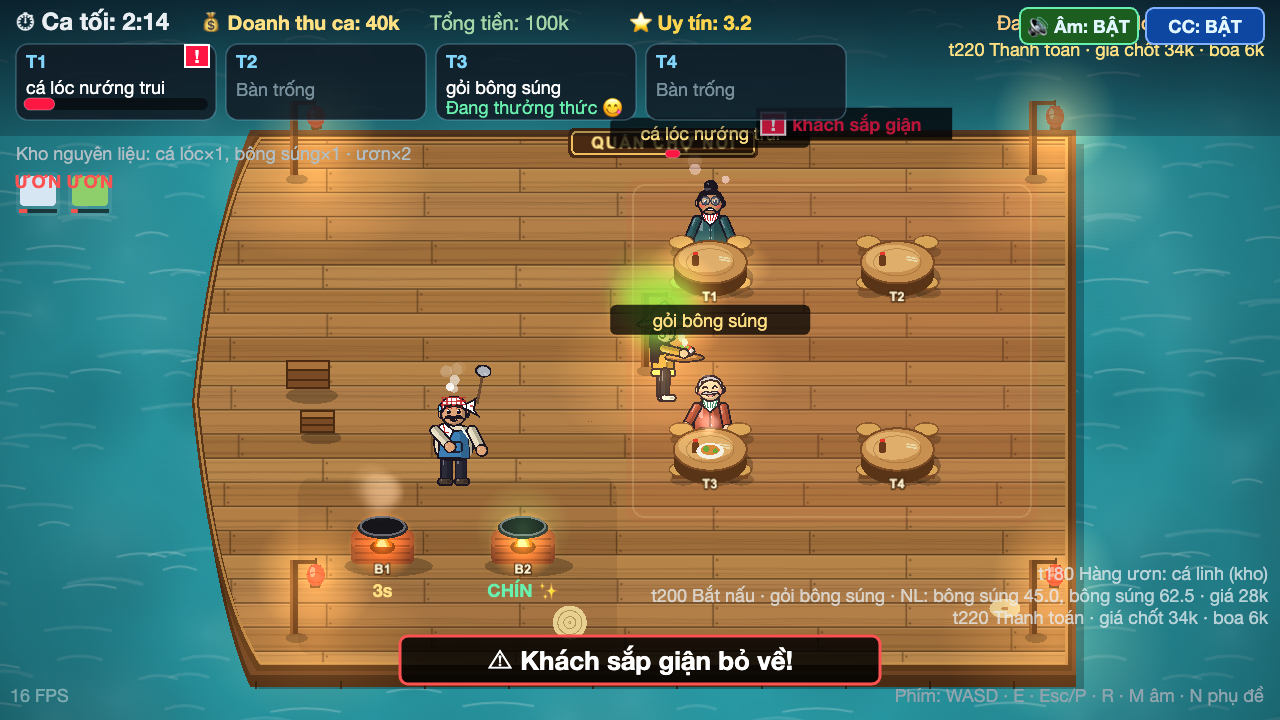 ⏱ Ca tối: 2:14
💰 Doanh thu ca: 40k
Tổng tiền: 100k
⭐ Uy tín: 3.2
🔊 Âm: BẬT
CC: BẬT
t220 Thanh toán · giá chốt 34k · boa 6k
T1
!
cá lóc nướng trui
T2
Bàn trống
T3
gỏi bông súng
Đang thưởng thức 😋
T4
Bàn trống
! khách sắp giận
cá lóc nướng trui
Kho nguyên liệu: cá lóc×1, bông súng×1 · ươn×2
ƯƠN ƯƠN
T1
T2
gỏi bông súng
T3
T4
B1
B2
3s
CHÍN ✨
t180 Hàng ươn: cá linh (kho)
t200 Bắt nấu · gỏi bông súng · NL: bông súng 45.0, bông súng 62.5 · giá 28k
t220 Thanh toán · giá chốt 34k · boa 6k
⚠ Khách sắp giận bỏ về!
16 FPS
Phím: WASD · E · Esc/P · R · M âm · N phụ đề